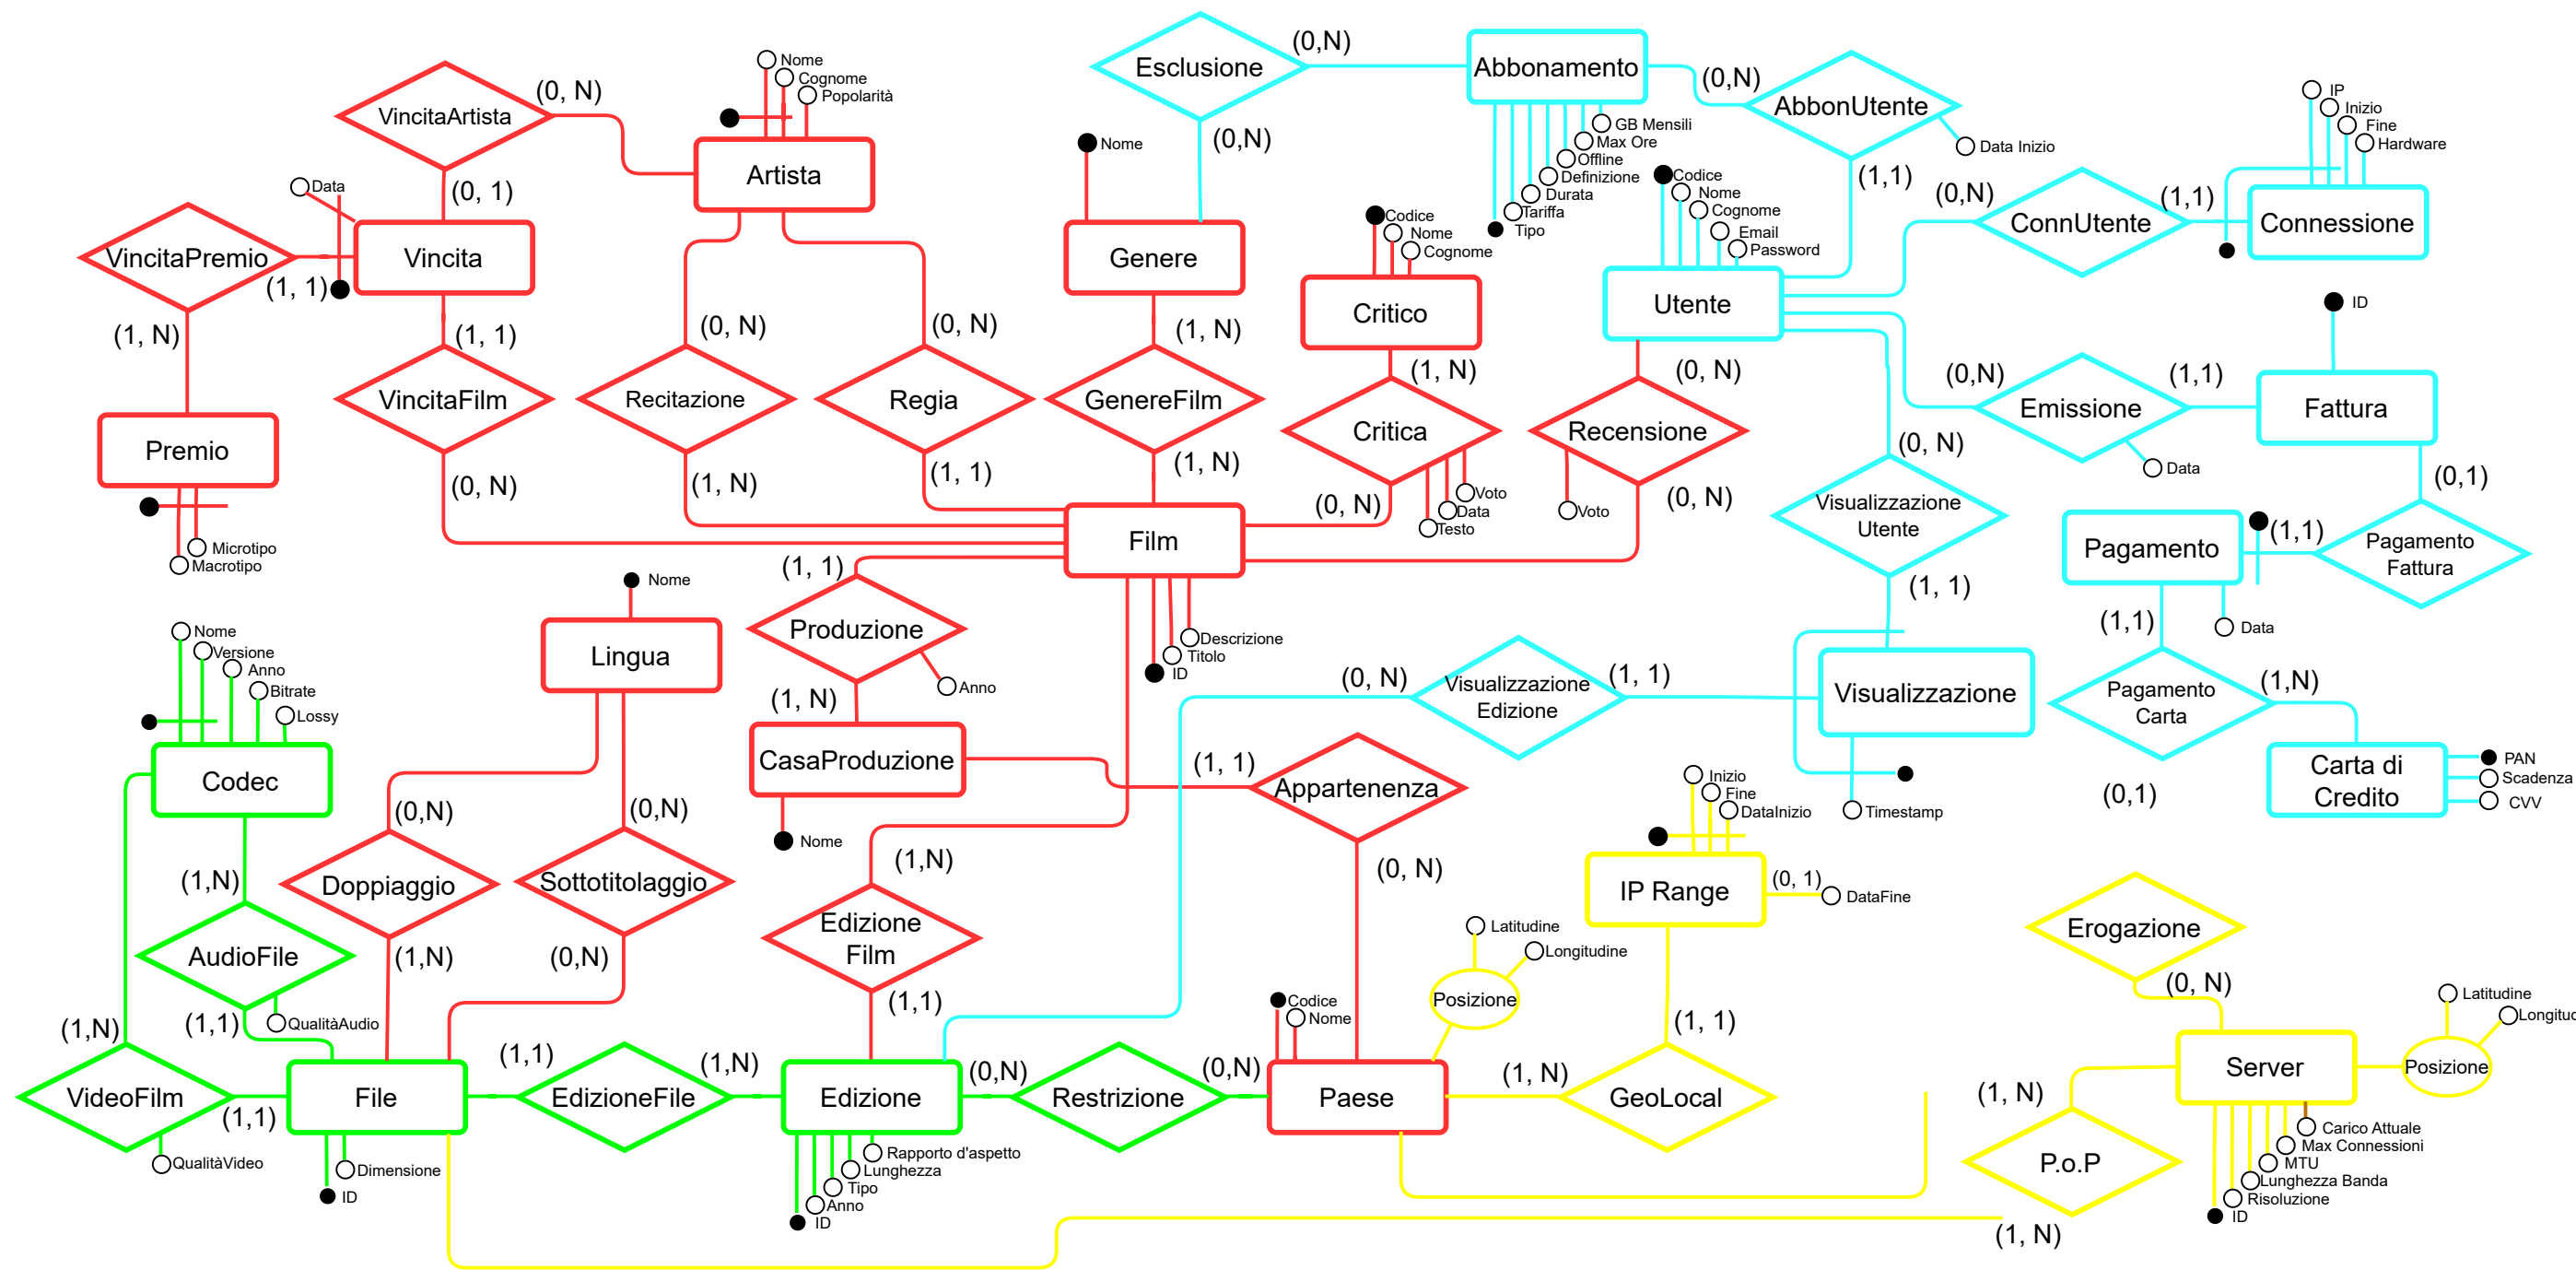 Esclusione
(0,N)
(0,N)
Abbonamento
GB Mensili
Max Ore
Offline
Definizione
Durata
Tariffa
Tipo
(0,N)
AbbonUtente
Data Inizio
(1,1)
IP
Inizio
Fine
Hardware
Connessione
(1,1)
ConnUtente
(0,N)
Nome
Cognome
Popolarità
Artista
(0, N)
VincitaArtista
(0, 1)
Data
Vincita
VincitaPremio
(1, 1)
(1, N)
Premio
Microtipo
Macrotipo
(1, 1)
VincitaFilm
(0, N)
(0, N)
Recitazione
(1, N)
(0, N)
Regia
(1, 1)
Nome
Genere
(1, N)
GenereFilm
(1, N)
Codice
Nome
Cognome
Critico
(1, N)
Critica
(0, N)
Voto
Data
Testo
Codice
Nome
Cognome
Email
Password
Utente
(0, N)
Recensione
(0, N)
Voto
(0,N)
Emissione
(1,1)
Data
ID
Fattura
(0,1)
Pagamento
Fattura
(1,1)
Pagamento
Data
(1,1)
Pagamento
Carta
(1,N)
Carta di
Credito
PAN
Scadenza
CVV
(0,1)
(0, N)
Visualizzazione
Utente
(1, 1)
Visualizzazione
Timestamp
(1, 1)
Visualizzazione
Edizione
(0, N)
Film
Descrizione
Titolo
ID
(1, 1)
Produzione
Anno
(1, N)
CasaProduzione
Nome
(1, 1)
Appartenenza
(0, N)
Nome
Lingua
(0,N)
Doppiaggio
(1,N)
(0,N)
Sottotitolaggio
(0,N)
Nome
Versione
Anno
Bitrate
Lossy
Codec
(1,N)
AudioFile
(1,1)
QualitàAudio
(1,N)
VideoFilm
(1,1)
QualitàVideo
File
Dimensione
ID
(1,1)
EdizioneFile
(1,N)
(1,N)
Edizione
Film
(1,1)
Edizione
Rapporto d'aspetto
Lunghezza
Tipo
Anno
ID
(0,N)
Restrizione
(0,N)
Codice
Nome
Paese
Posizione
Latitudine
Longitudine
Inizio
Fine
DataInizio
IP Range
(0, 1)
DataFine
(1, 1)
GeoLocal
(1, N)
Erogazione
(0, N)
Server
Posizione
Latitudine
Longituc
Carico Attuale
Max Connessioni
MTU
Lunghezza Banda
Risoluzione
ID
(1, N)
P.o.P
(1, N)